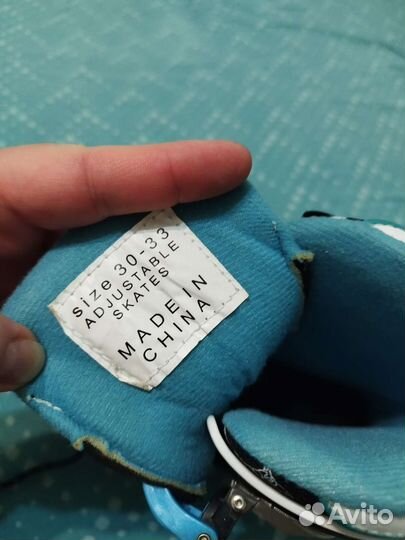 size 30-33
ADJUSTABLE
SKATES
MADE IN
CHINA
Avito